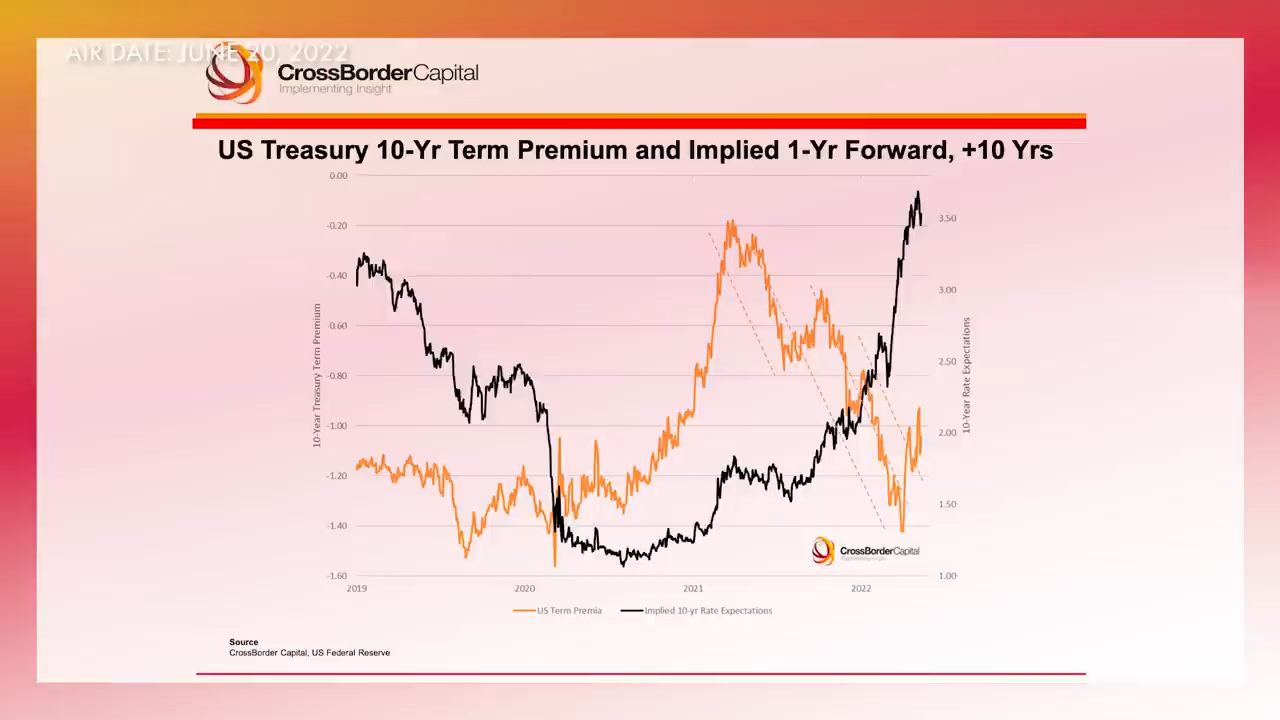 AIR DATE: JUNE 20, 2022
CrossBorderCapital
Implementing Insight
US Treasury 10-Yr Term Premium and Implied 1-Yr Forward, +10 Yrs
0.00
-0.20
-0.40
-0.60
-0.80
-1.00
-1.20
-1.40
-1.60
10-Year Treasury Term Premium
3.50
3.00
2.50
2.00
1.50
1.00
10-Year Rate Expectations
CrossBorderCapital
2019
2020
2021
2022
US Term Premia
Implied 10-yr Rate Expectations
Source
CrossBorder Capital, US Federal Reserve